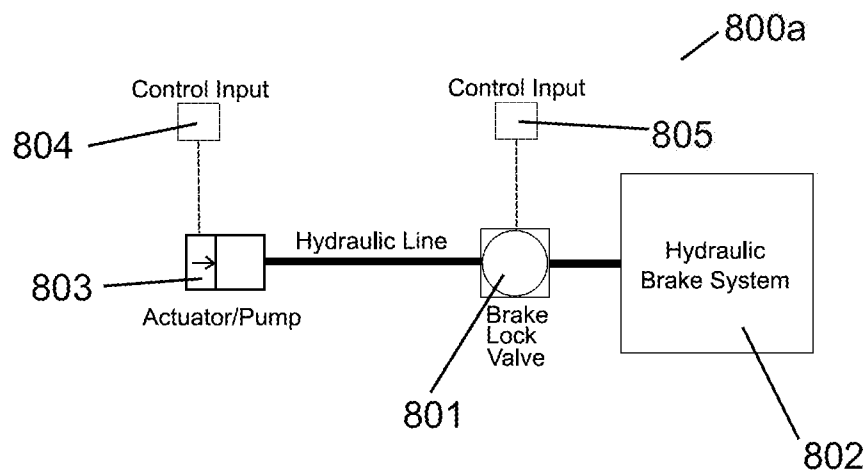 800a
Control Input
Control Input
804
805
Hydraulic Line
Hydraulic
Brake System
803
Actuator/Pump
Brake
Lock
Valve
801
802